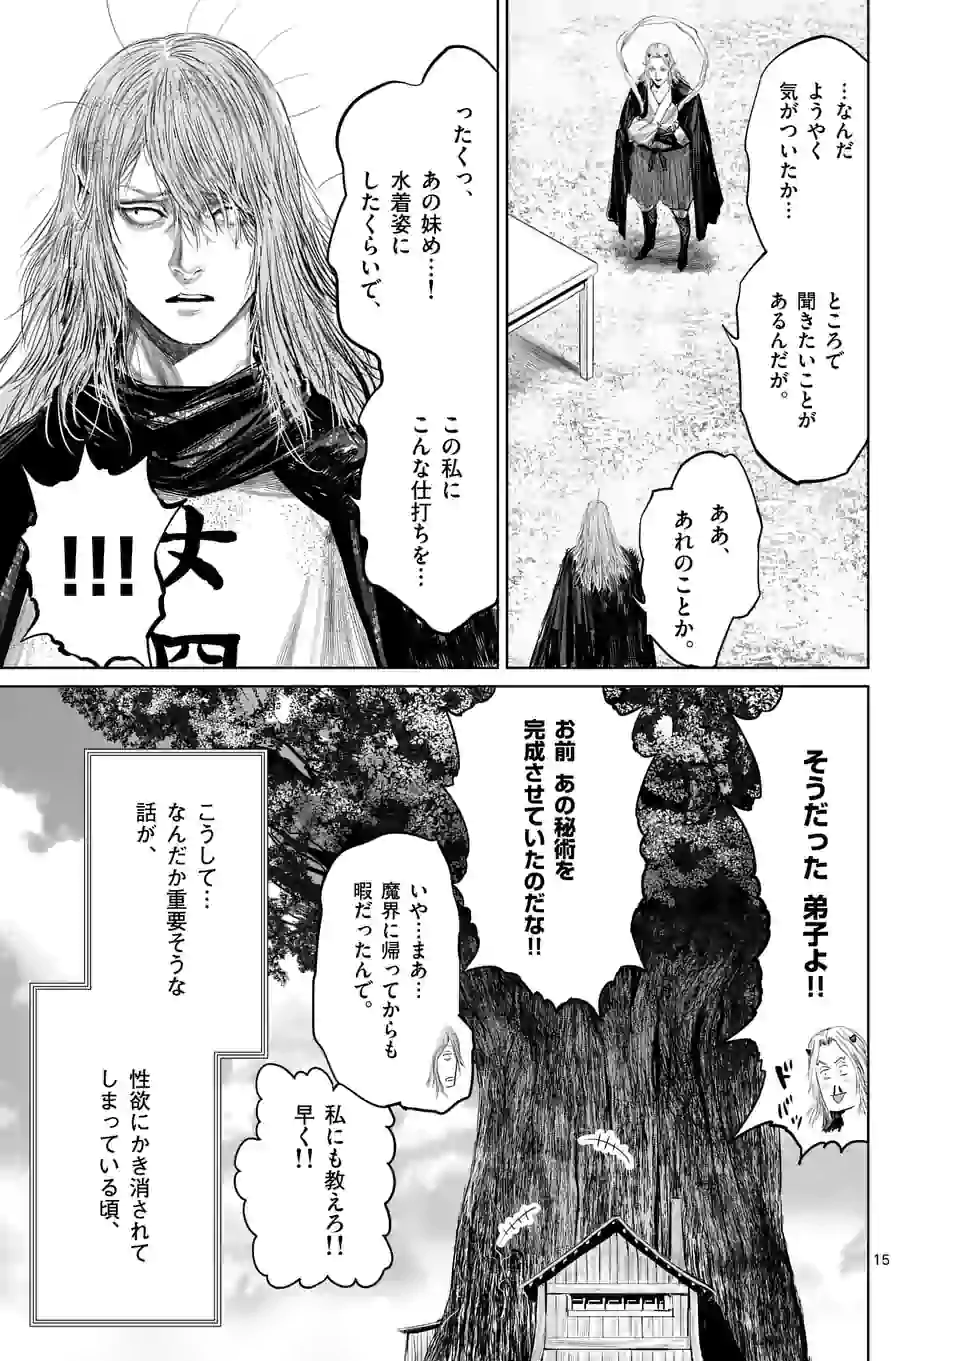 …なんだ
ようやく
気がついたか…
ところで
聞きたいことが
あるんだが。
ああ、
あれのことか。
ったくっ、
あの妹め…！
水着姿に
したくらいで、
この私に
こんな仕打ちを…
!!!
丈
四
そうだった 弟子よ!!
お前 あの秘術を
完成させていたのだな!!
ドッ
いや…まあ…
魔界に帰ってからも
暇だったんで。
私にも教えろ!!
早く!!
こうして…
なんだか重要そうな
話が、
性欲にかき消されて
しまっている頃、
15